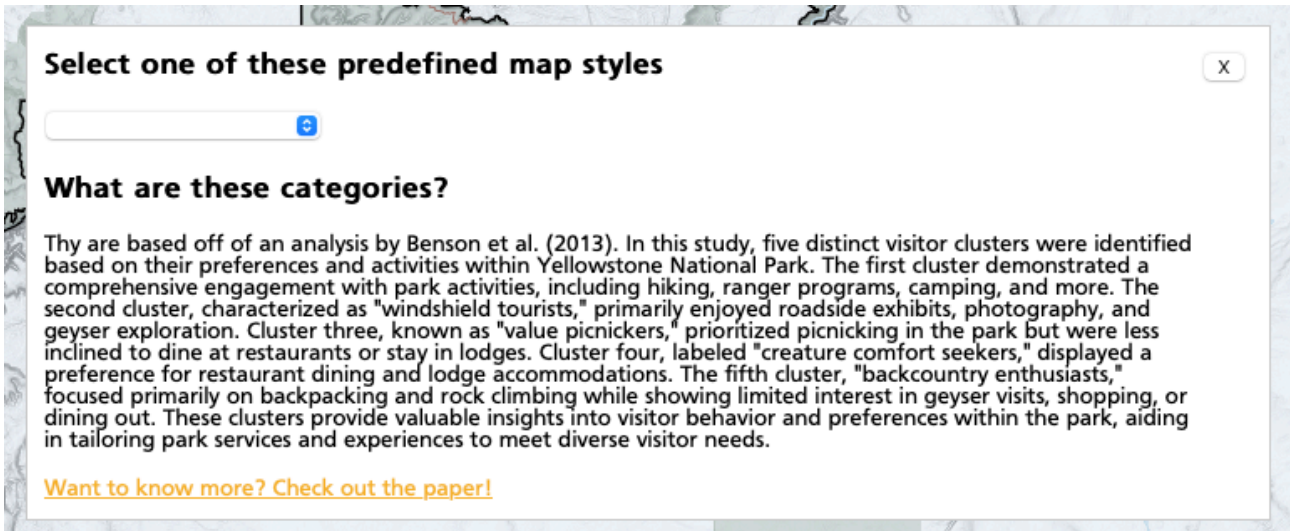 Select one of these predefined map styles
X
What are these categories?
Thy are based off of an analysis by Benson et al. (2013). In this study, five distinct visitor clusters were identified
based on their preferences and activities within Yellowstone National Park. The first cluster demonstrated a
comprehensive engagement with park activities, including hiking, ranger programs, camping, and more. The
second cluster, characterized as "windshield tourists," primarily enjoyed roadside exhibits, photography, and
geyser exploration. Cluster three, known as "value picnickers," prioritized picnicking in the park but were less
inclined to dine at restaurants or stay in lodges. Cluster four, labeled "creature comfort seekers," displayed a
preference for restaurant dining and lodge accommodations. The fifth cluster, "backcountry enthusiasts,"
focused primarily on backpacking and rock climbing while showing limited interest in geyser visits, shopping, or
dining out. These clusters provide valuable insights into visitor behavior and preferences within the park, aiding
in tailoring park services and experiences to meet diverse visitor needs.
Want to know more? Check out the paper!